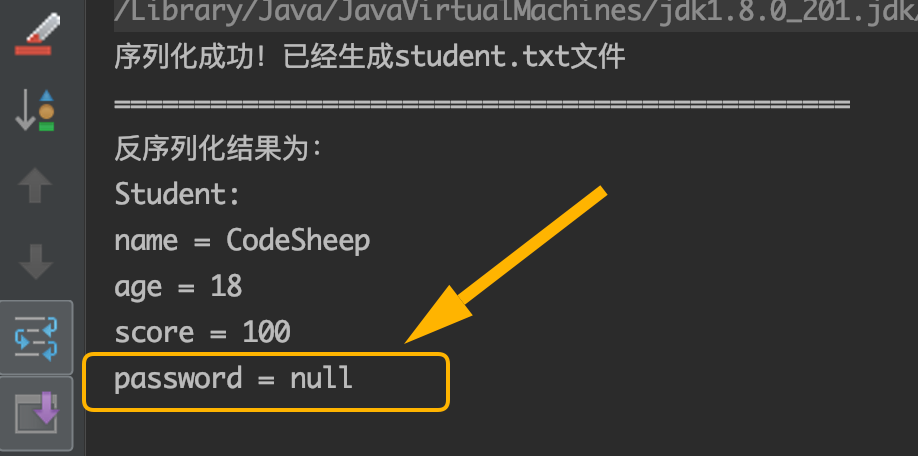 /Library/Java/JavaVirtualMachines/jdk1.8.0_201.jdk/
序列化成功！已经生成student.txt文件
==============================================
反序列化结果为：
Student:
name = CodeSheep
age = 18
score = 100
password = null